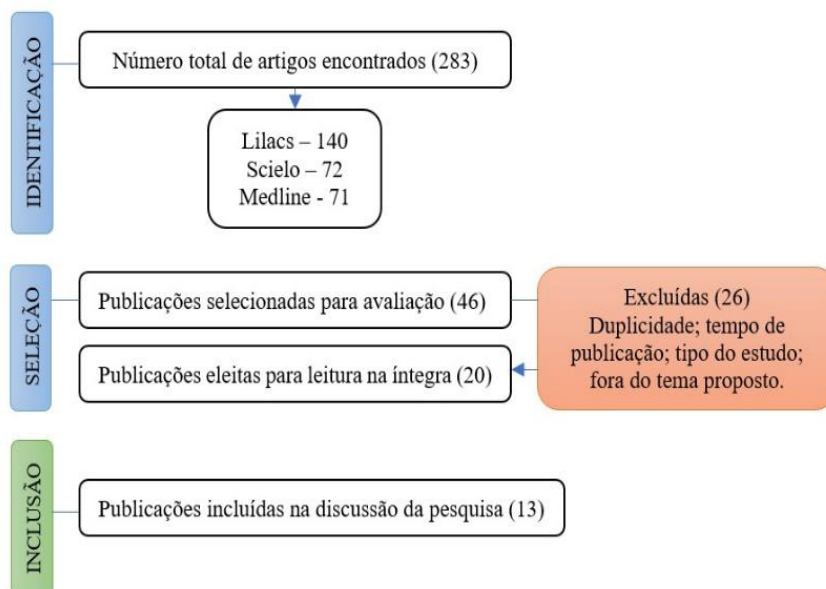 IDENTIFICAÇÃO
Número total de artigos encontrados (283)
Lilacs – 140
Scielo – 72
Medline - 71
SELEÇÃO
Publicações selecionadas para avaliação (46)
Publicações eleitas para leitura na íntegra (20)
Excluídas (26)
Duplicidade; tempo de
publicação; tipo do estudo;
fora do tema proposto.
INCLUSÃO
Publicações incluídas na discussão da pesquisa (13)